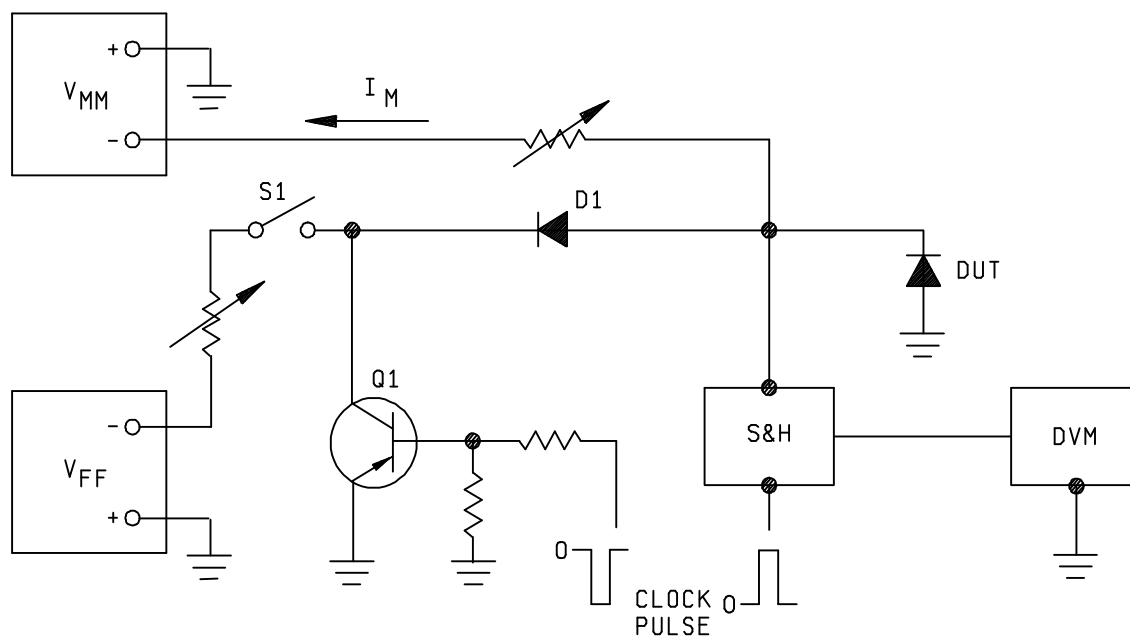 +
V MM
I M
-
S1
D1
DUT
Q1
-
V FF
+
S&H
DVM
0
CLOCK
PULSE
0